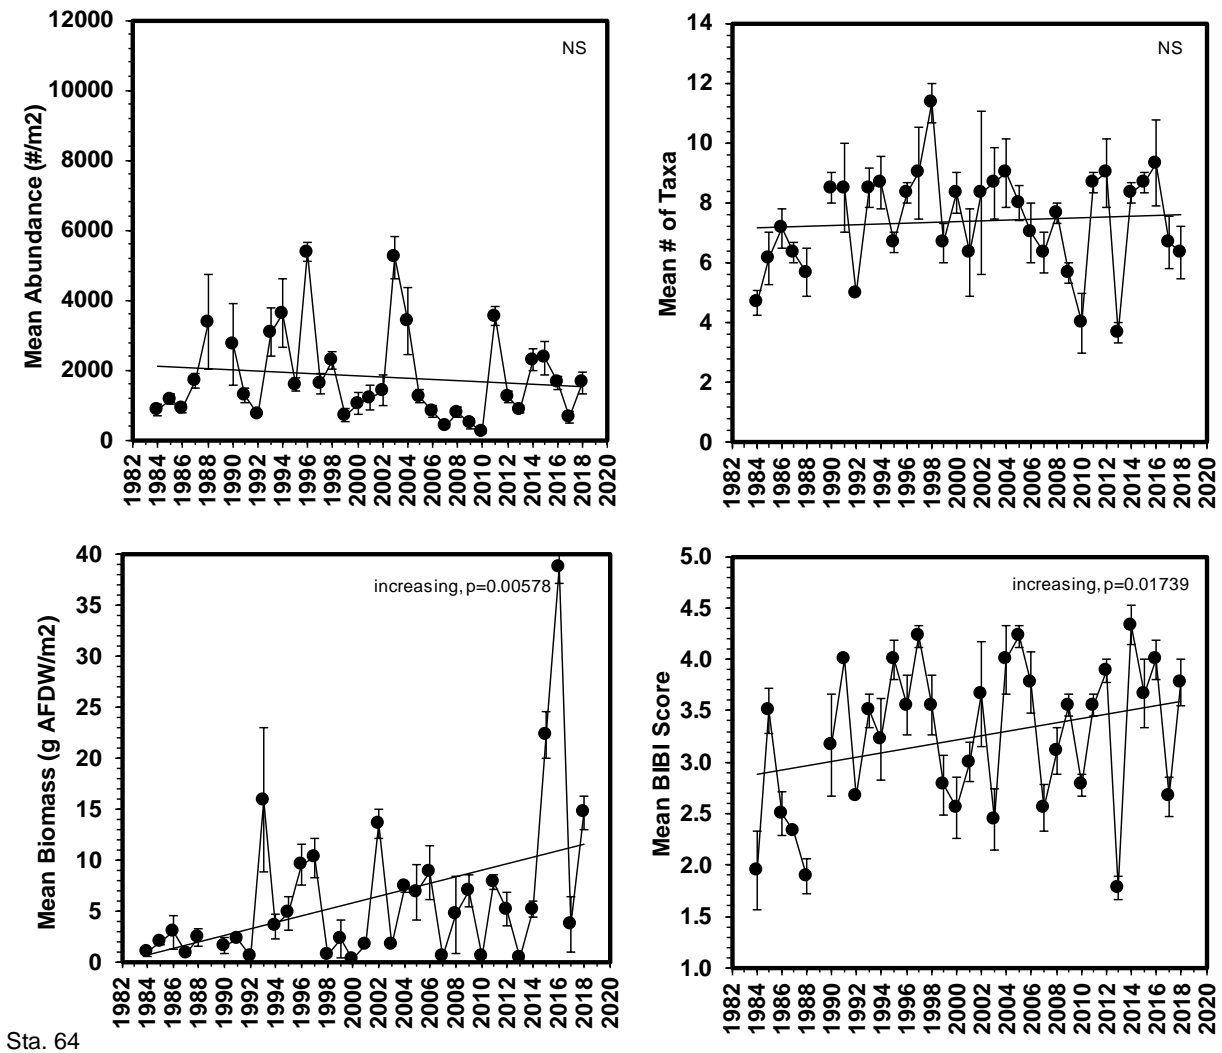 12000
10000
8000
6000
4000
2000
0
Mean Abundance (#/m2)
NS
1982 1984 1986 1988 1990 1992 1994 1996 1998 2000 2002 2004 2006 2008 2010 2012 2014 2016 2018 2020
14
12
10
8
6
4
2
0
Mean # of Taxa
NS
1982 1984 1986 1988 1990 1992 1994 1996 1998 2000 2002 2004 2006 2008 2010 2012 2014 2016 2018 2020
40
35
30
25
20
15
10
5
0
Mean Biomass (g AFDW/m2)
increasing, p=0.00578
1982 1984 1986 1988 1990 1992 1994 1996 1998 2000 2002 2004 2006 2008 2010 2012 2014 2016 2018 2020
5.0
4.5
4.0
3.5
3.0
2.5
2.0
1.5
1.0
Mean BIBI Score
increasing, p=0.01739
1982 1984 1986 1988 1990 1992 1994 1996 1998 2000 2002 2004 2006 2008 2010 2012 2014 2016 2018 2020
Sta. 64